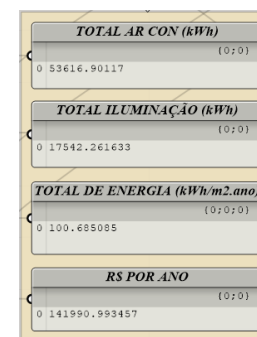 TOTAL AR CON (kWh)
{0;0}
0 53616.90117
TOTAL ILUMINAÇÃO (kWh)
{0;0}
0 17542.261633
TOTAL DE ENERGIA (kWh/m2.ano)
{0;0;0}
0 100.685085
RS POR ANO
{0;0}
0 141990.993457